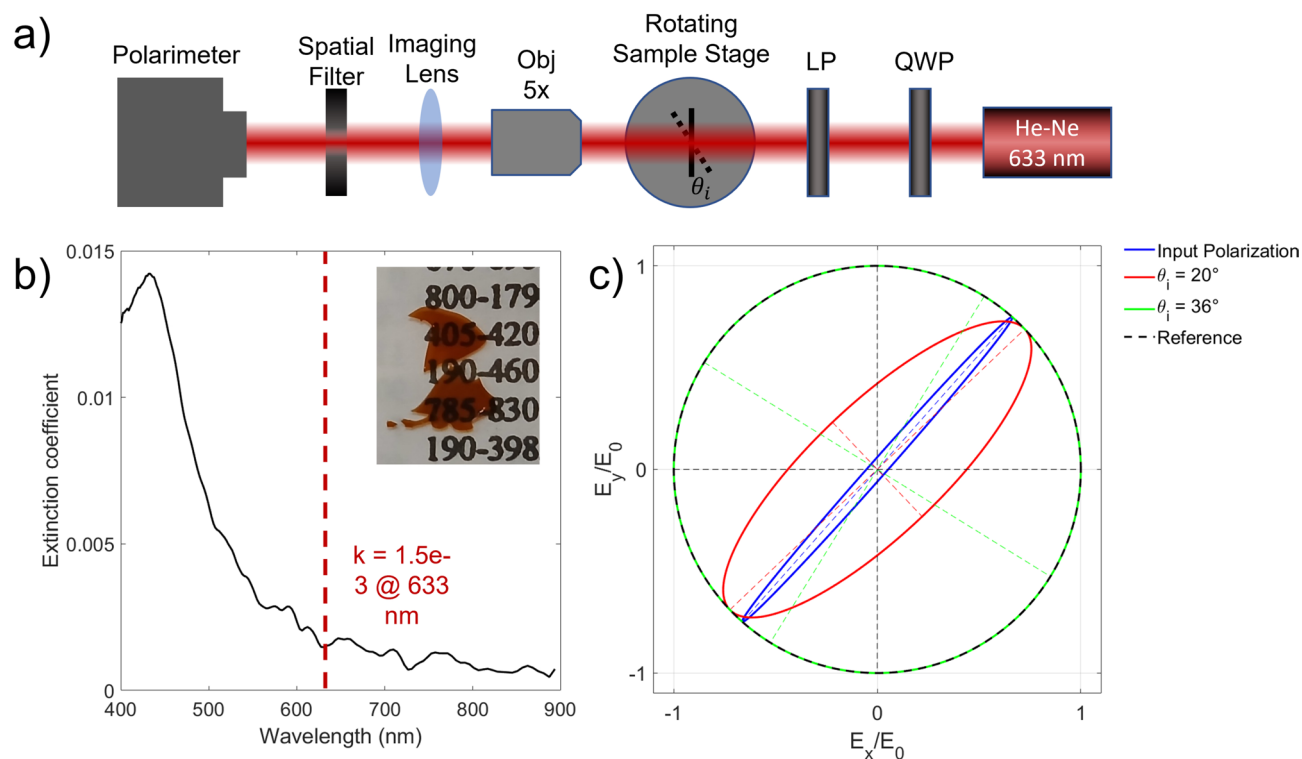 a)
Polarimeter
Spatial
Filter
Imaging
Lens
Obj
5x
Rotating
Sample Stage
θi
LP
QWP
He-Ne
633 nm
b)
0.015
0.01
0.005
0
400
500
600
700
800
900
Extinction coefficient
Wavelength (nm)
k = 1.5e-
3 @ 633
nm
800-179
405-420
190-460
785-830
190-398
c)
1
0
-1
-1
0
1
Ey/E0
Ex/E0
Input Polarization
θi = 20°
θi = 36°
Reference